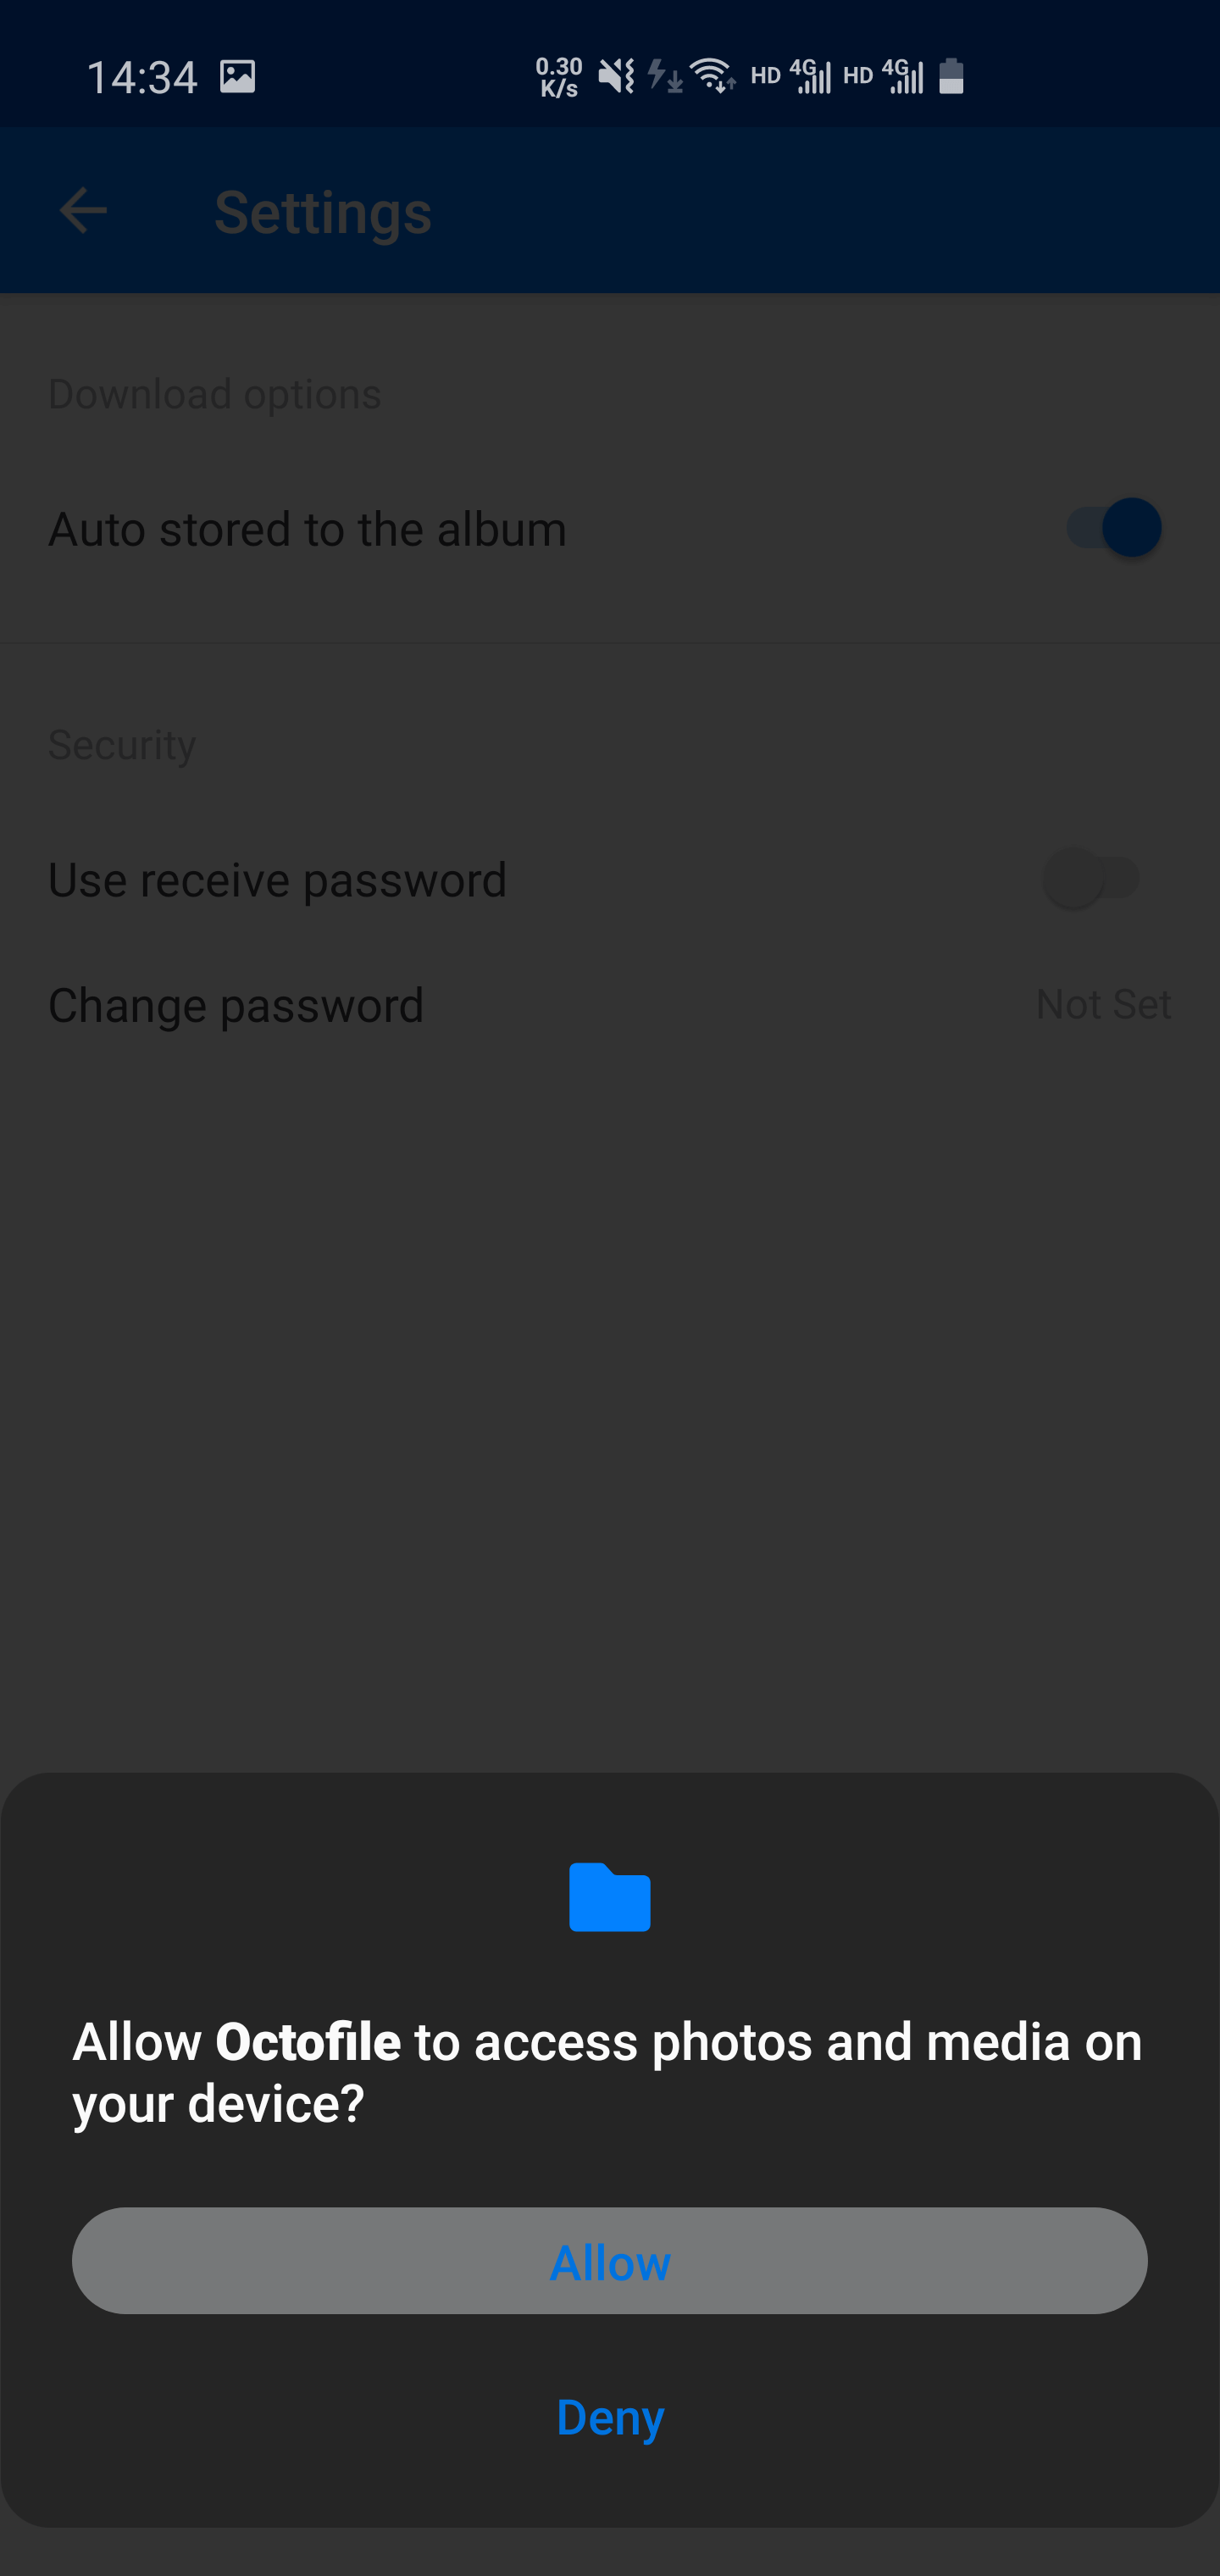 14:34
0.30
K/s
HD 4G HD 4G
Settings
Download options
Auto stored to the album
Security
Use receive password
Change password Not Set
Allow Octofile to access photos and media on
your device?
Allow
Deny